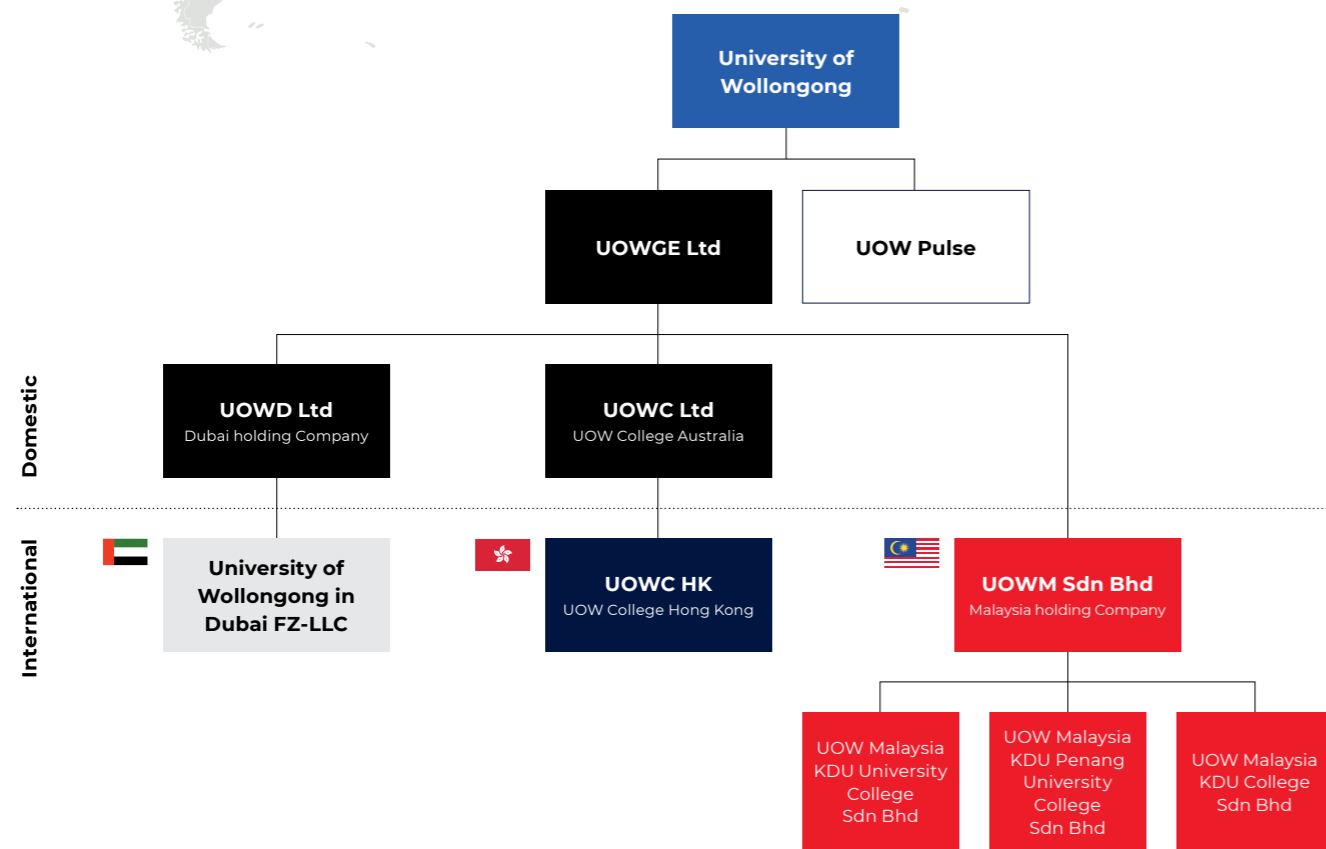 University of
Wollongong
UOWGE Ltd
UOW Pulse
Domestic
UOWD Ltd
Dubai holding Company
UOWC Ltd
UOW College Australia
International
University of
Wollongong in
Dubai FZ-LLC
UOWC HK
UOW College Hong Kong
UOWM Sdn Bhd
Malaysia holding Company
UOW Malaysia
KDU University
College
Sdn Bhd
UOW Malaysia
KDU Penang
University
College
Sdn Bhd
UOW Malaysia
KDU College
Sdn Bhd